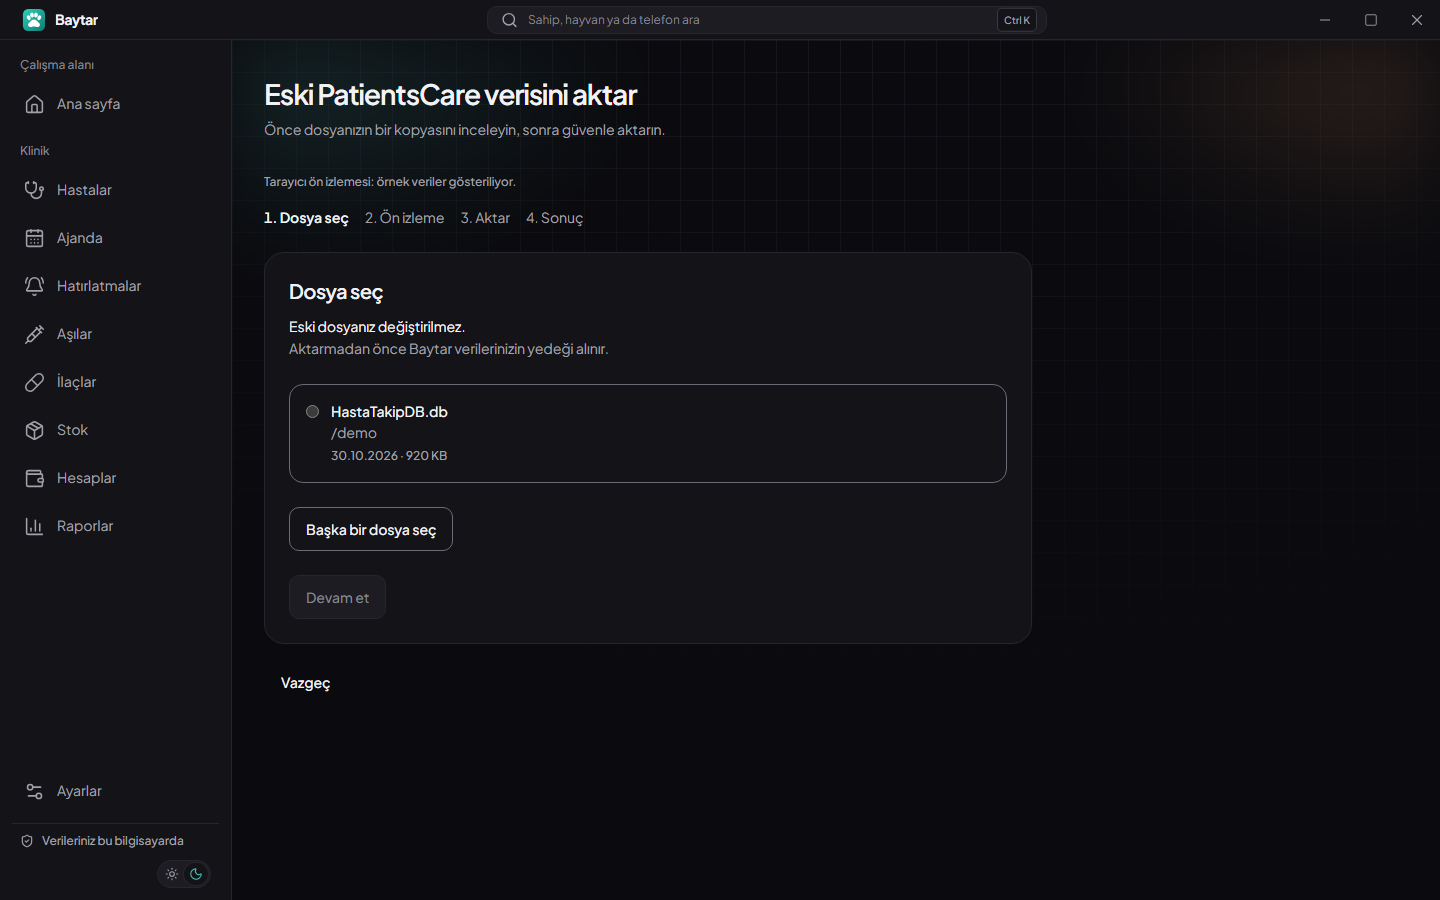 Baytar
Sahip, hayvan ya da telefon ara
Ctrl K
Çalışma alanı
Ana sayfa
Klinik
Hastalar
Ajanda
Hatırlatmalar
Aşılar
İlaçlar
Stok
Hesaplar
Raporlar
Ayarlar
Verileriniz bu bilgisayarda
Eski PatientsCare verisini aktar
Önce dosyanızın bir kopyasını inceleyin, sonra güvenle aktarın.
Tarayıcı ön izlemesi: örnek veriler gösteriliyor.
1. Dosya seç 2. Ön izleme 3. Aktar 4. Sonuç
Dosya seç
Eski dosyanız değiştirilmez.
Aktarmadan önce Baytar verilerinizin yedeği alınır.
HastaTakipDB.db
/demo
30.10.2026 · 920 KB
Başka bir dosya seç
Devam et
Vazgeç